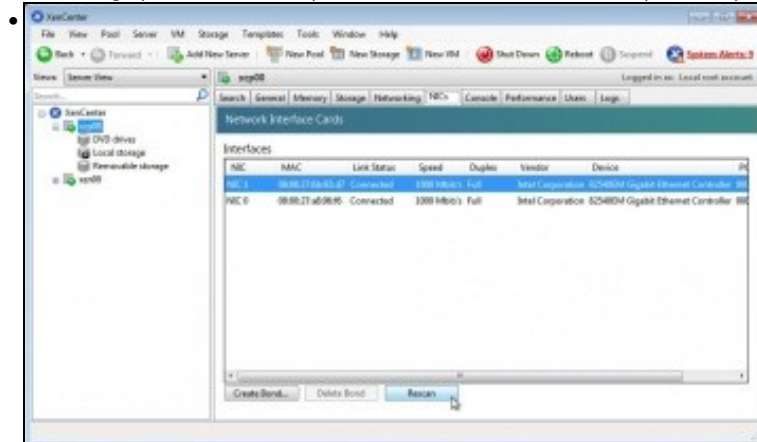 XenCenter
File View Pool Server VM Storage Templates Tools Window Help
Back Forward Add New Server New Pool New Storage New VM Shut Down Reboot Suspend System Alerts: 3
Views: Server View
xcp00
Logged in as: Local root account
Search...
Search General Memory Storage Networking NICs Console Performance Users Logs
XenCenter
xcp00
DVD drives
Local storage
Removable storage
Network Interface Cards
Interfaces
NIC MAC Link Status Speed Duplex Vendor Device
NIC 1 Connected 1000 Mbit/s Full Intel Corporation Gigabit Ethernet Controller
NIC 0 Connected 1000 Mbit/s Full Intel Corporation Gigabit Ethernet Controller
Create Bond... Delete Bond Rescan